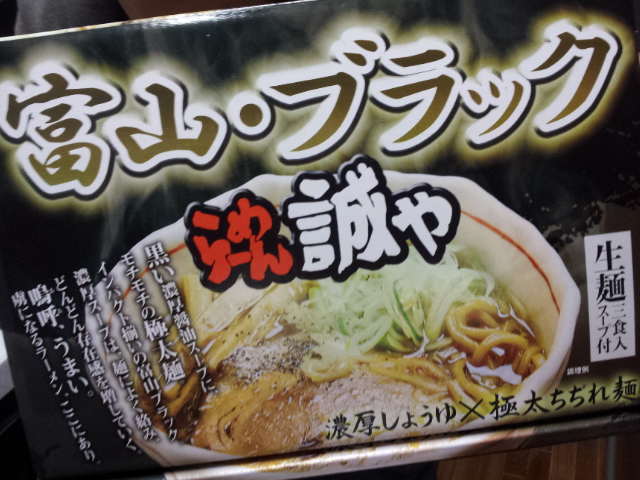 富山・ブラック
らーめん
誠や
生麺 三食入 スープ付
黒い濃厚醤油スープに
モチモチの極太麺
インパクト揃いの富山ブラック
濃厚スープは、麺によく絡み、
どんどん存在感を増していく。
嗚呼、うまい。
虜になるラーメン、ここにあり。
調理例
濃厚しょうゆ×極太ちぢれ麺